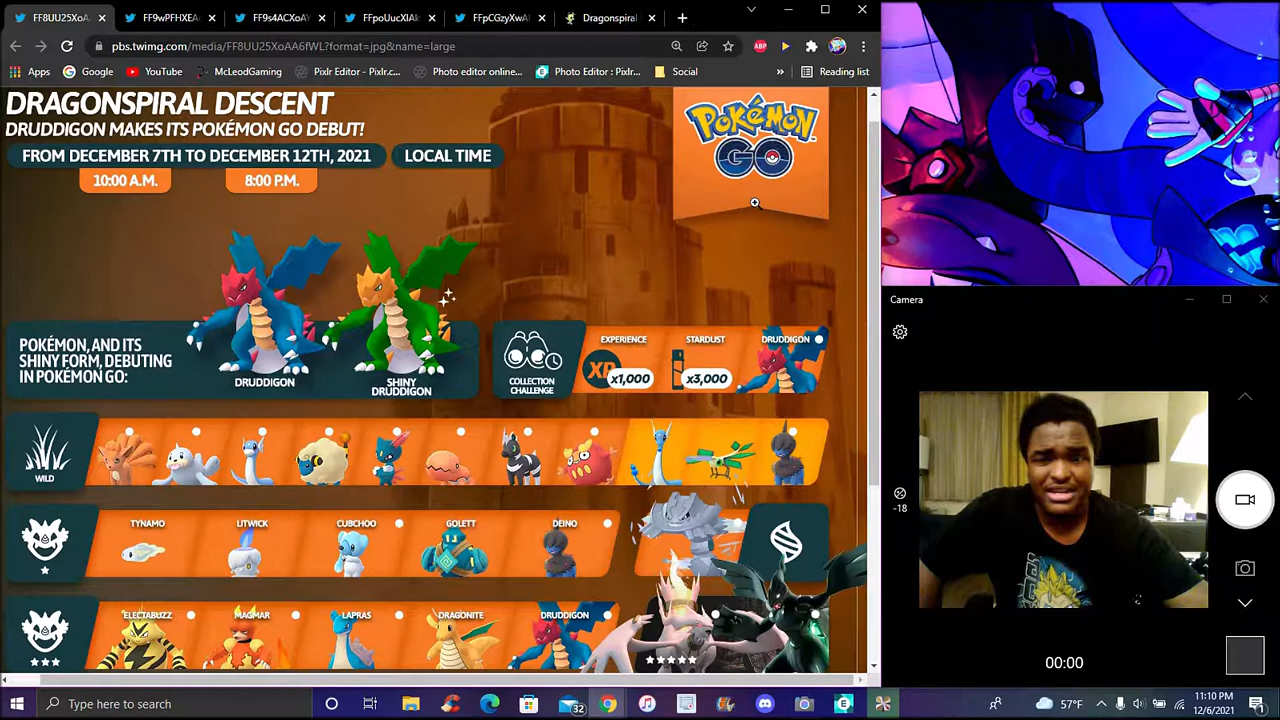 FF8UU25XoA
FF9wPFHXEA
FF9s4ACXoAY
FFpoUucXIAk
FFpCGzyXwA
Dragonspiral
pbs.twimg.com/media/FF8UU25XoAA6fWL?format=jpg&name=large
ABP
Apps
Google
YouTube
McLeodGaming
Pixlr Editor - Pixlr.c...
Photo editor online...
Photo Editor : Pixlr...
Social
Reading list
DRAGONSPIRAL DESCENT
DRUDDIGON MAKES ITS POKÉMON GO DEBUT!
FROM DECEMBER 7TH TO DECEMBER 12TH, 2021
LOCAL TIME
10:00 A.M.
8:00 P.M.
POKÉMON
GO
POKÉMON, AND ITS
SHINY FORM, DEBUTING
IN POKÉMON GO:
DRUDDIGON
SHINY
DRUDDIGON
COLLECTION
CHALLENGE
EXPERIENCE
XP
x1,000
STARDUST
x3,000
DRUDDIGON
WILD
TYNAMO
LITWICK
CUBCHOO
GOLETT
DEINO
ELECTABUZZ
MAGMAR
LAPRAS
DRAGONITE
DRUDDIGON
Camera
-18
00:00
Type here to search
32
57°F
11:10 PM
12/6/2021
1